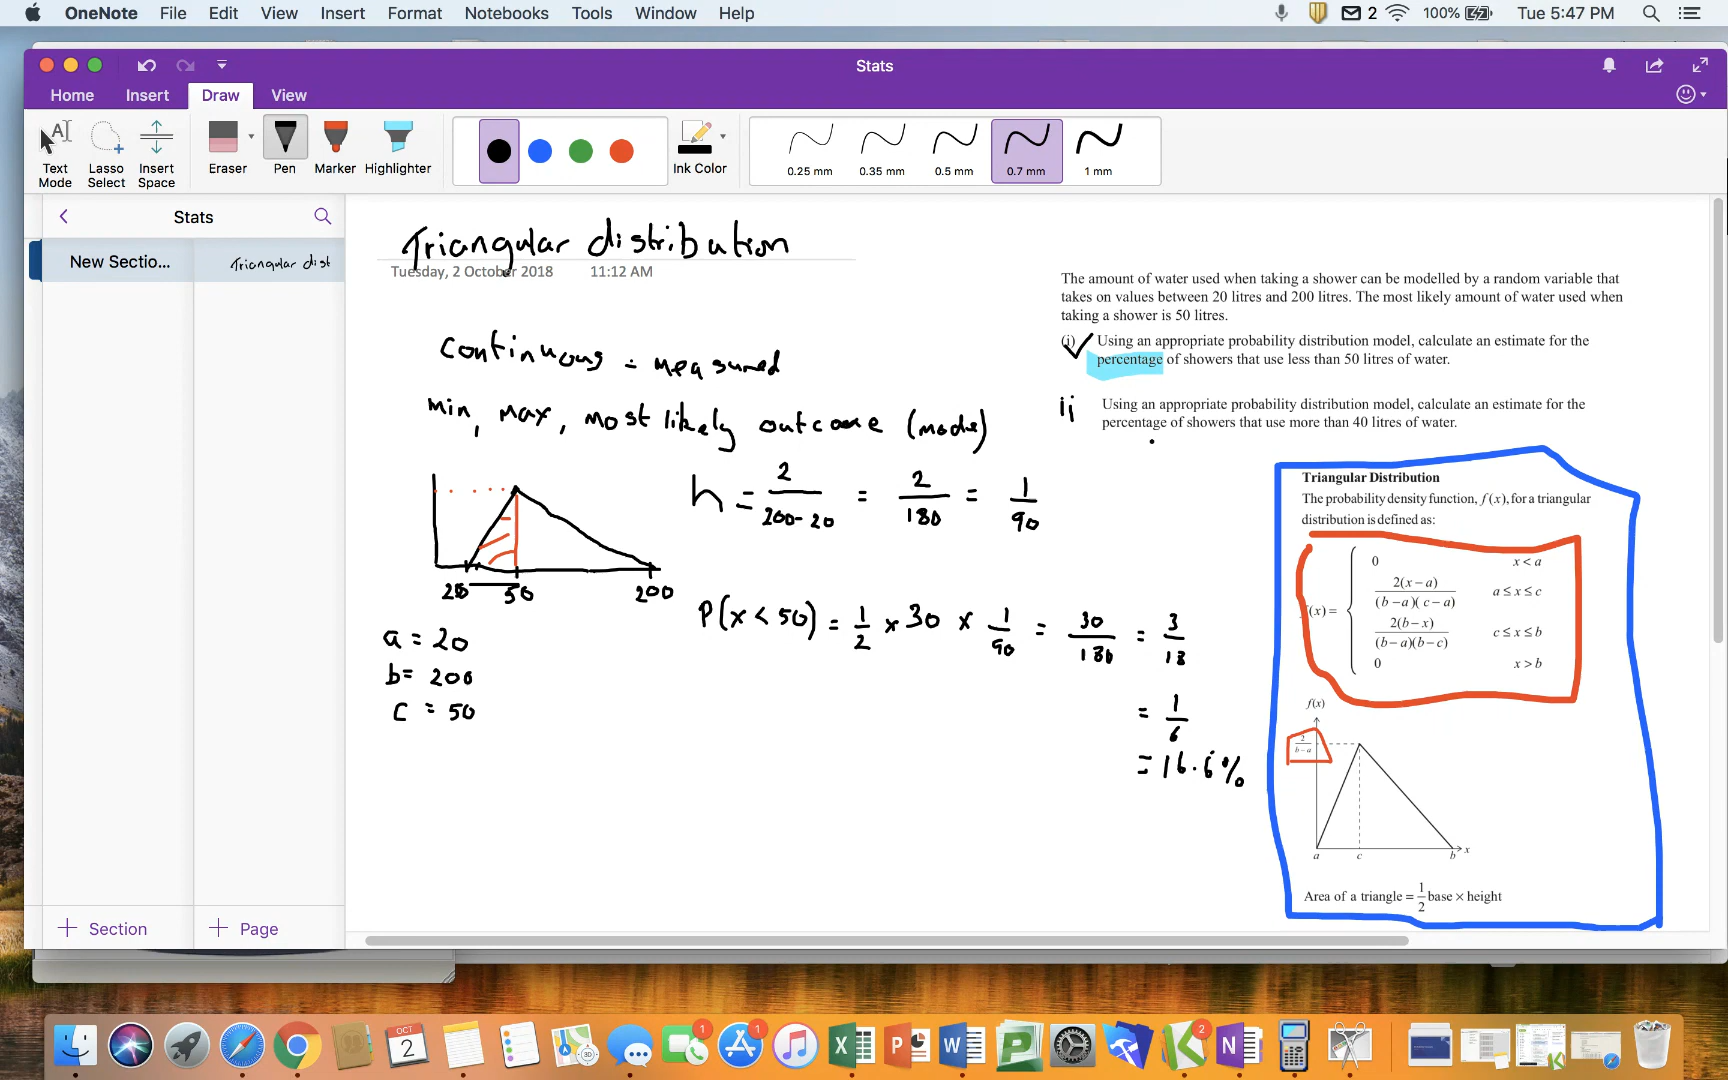 OneNote File Edit View Insert Format Notebooks Tools Window Help
2 100% Tue 5:47 PM
Stats
Home Insert Draw View
Text Mode
Lasso Select
Insert Space
Eraser
Pen
Marker
Highlighter
Ink Color
0.25 mm 0.35 mm 0.5 mm 0.7 mm 1 mm
Stats
New Sectio...
Triangular dist
+ Section
+ Page
Triangular distribution
Tuesday, 2 October 2018 11:12 AM
continuous = measured
min, max, most likely outcome (mode)
h = 2/(200-20) = 2/180 = 1/90
20 50 200
a = 20
b = 200
c = 50
P(x < 50) = 1/2 x 30 x 1/90 = 30/180 = 3/18
= 1/6
= 16.6%
The amount of water used when taking a shower can be modelled by a random variable that
takes on values between 20 litres and 200 litres. The most likely amount of water used when
taking a shower is 50 litres.
(i) Using an appropriate probability distribution model, calculate an estimate for the
percentage of showers that use less than 50 litres of water.
ii Using an appropriate probability distribution model, calculate an estimate for the
percentage of showers that use more than 40 litres of water.
Triangular Distribution
The probability density function, f(x), for a triangular
distribution is defined as:
0 x < a
2(x − a)/((b − a)(c − a)) a ≤ x ≤ c
f(x) =
2(b − x)/((b − a)(b − c)) c ≤ x ≤ b
0 x > b
f(x)
2/(b − a)
a c b x
Area of a triangle = 1/2 base × height
OCT 2
1 1 2